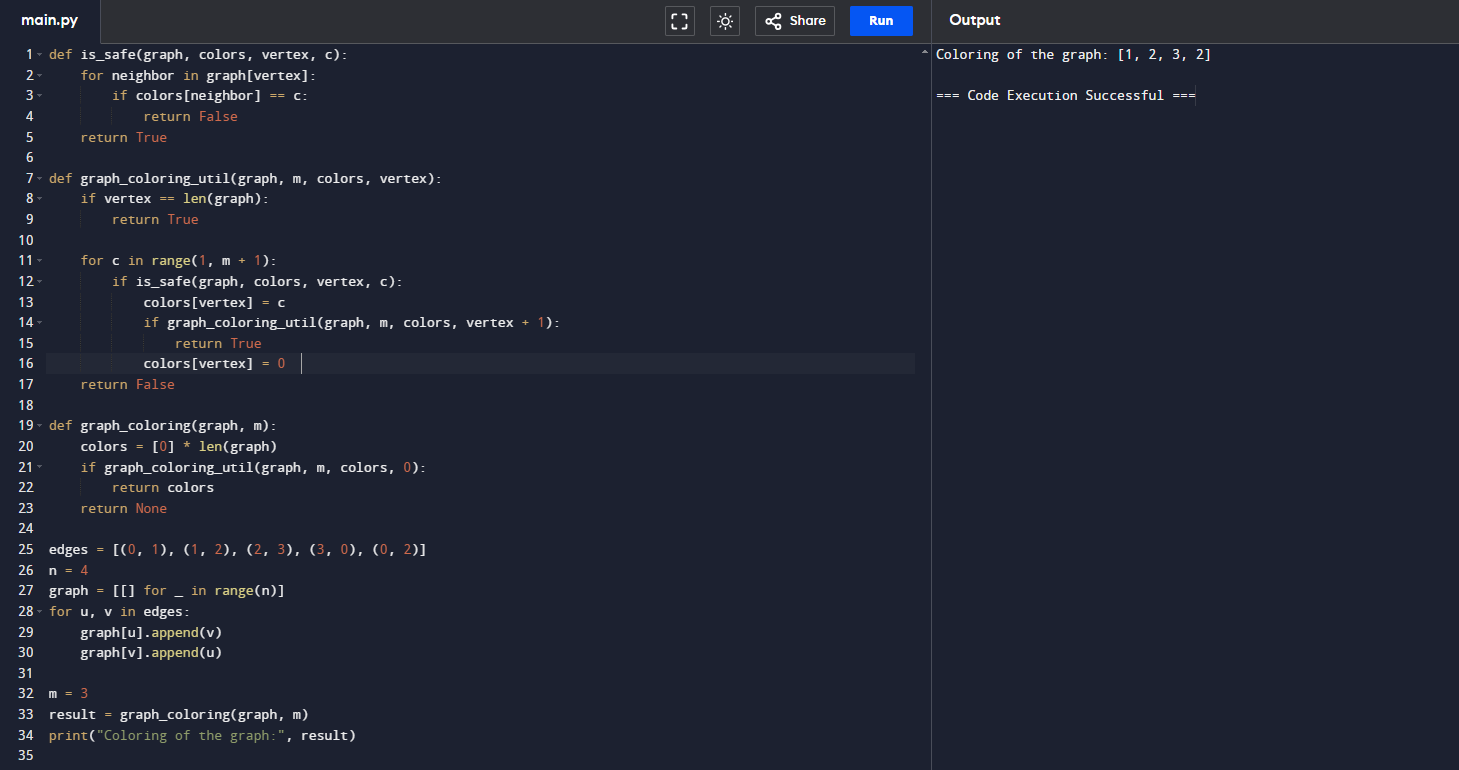 main.py
Share
Run
Output
1 def is_safe(graph, colors, vertex, c):
2     for neighbor in graph[vertex]:
3         if colors[neighbor] == c:
4             return False
5     return True
6
7 def graph_coloring_util(graph, m, colors, vertex):
8     if vertex == len(graph):
9         return True
10
11     for c in range(1, m + 1):
12         if is_safe(graph, colors, vertex, c):
13             colors[vertex] = c
14             if graph_coloring_util(graph, m, colors, vertex + 1):
15                 return True
16             colors[vertex] = 0
17     return False
18
19 def graph_coloring(graph, m):
20     colors = [0] * len(graph)
21     if graph_coloring_util(graph, m, colors, 0):
22         return colors
23     return None
24
25 edges = [(0, 1), (1, 2), (2, 3), (3, 0), (0, 2)]
26 n = 4
27 graph = [[] for _ in range(n)]
28 for u, v in edges:
29     graph[u].append(v)
30     graph[v].append(u)
31
32 m = 3
33 result = graph_coloring(graph, m)
34 print("Coloring of the graph:", result)
35
Coloring of the graph: [1, 2, 3, 2]
=== Code Execution Successful ===